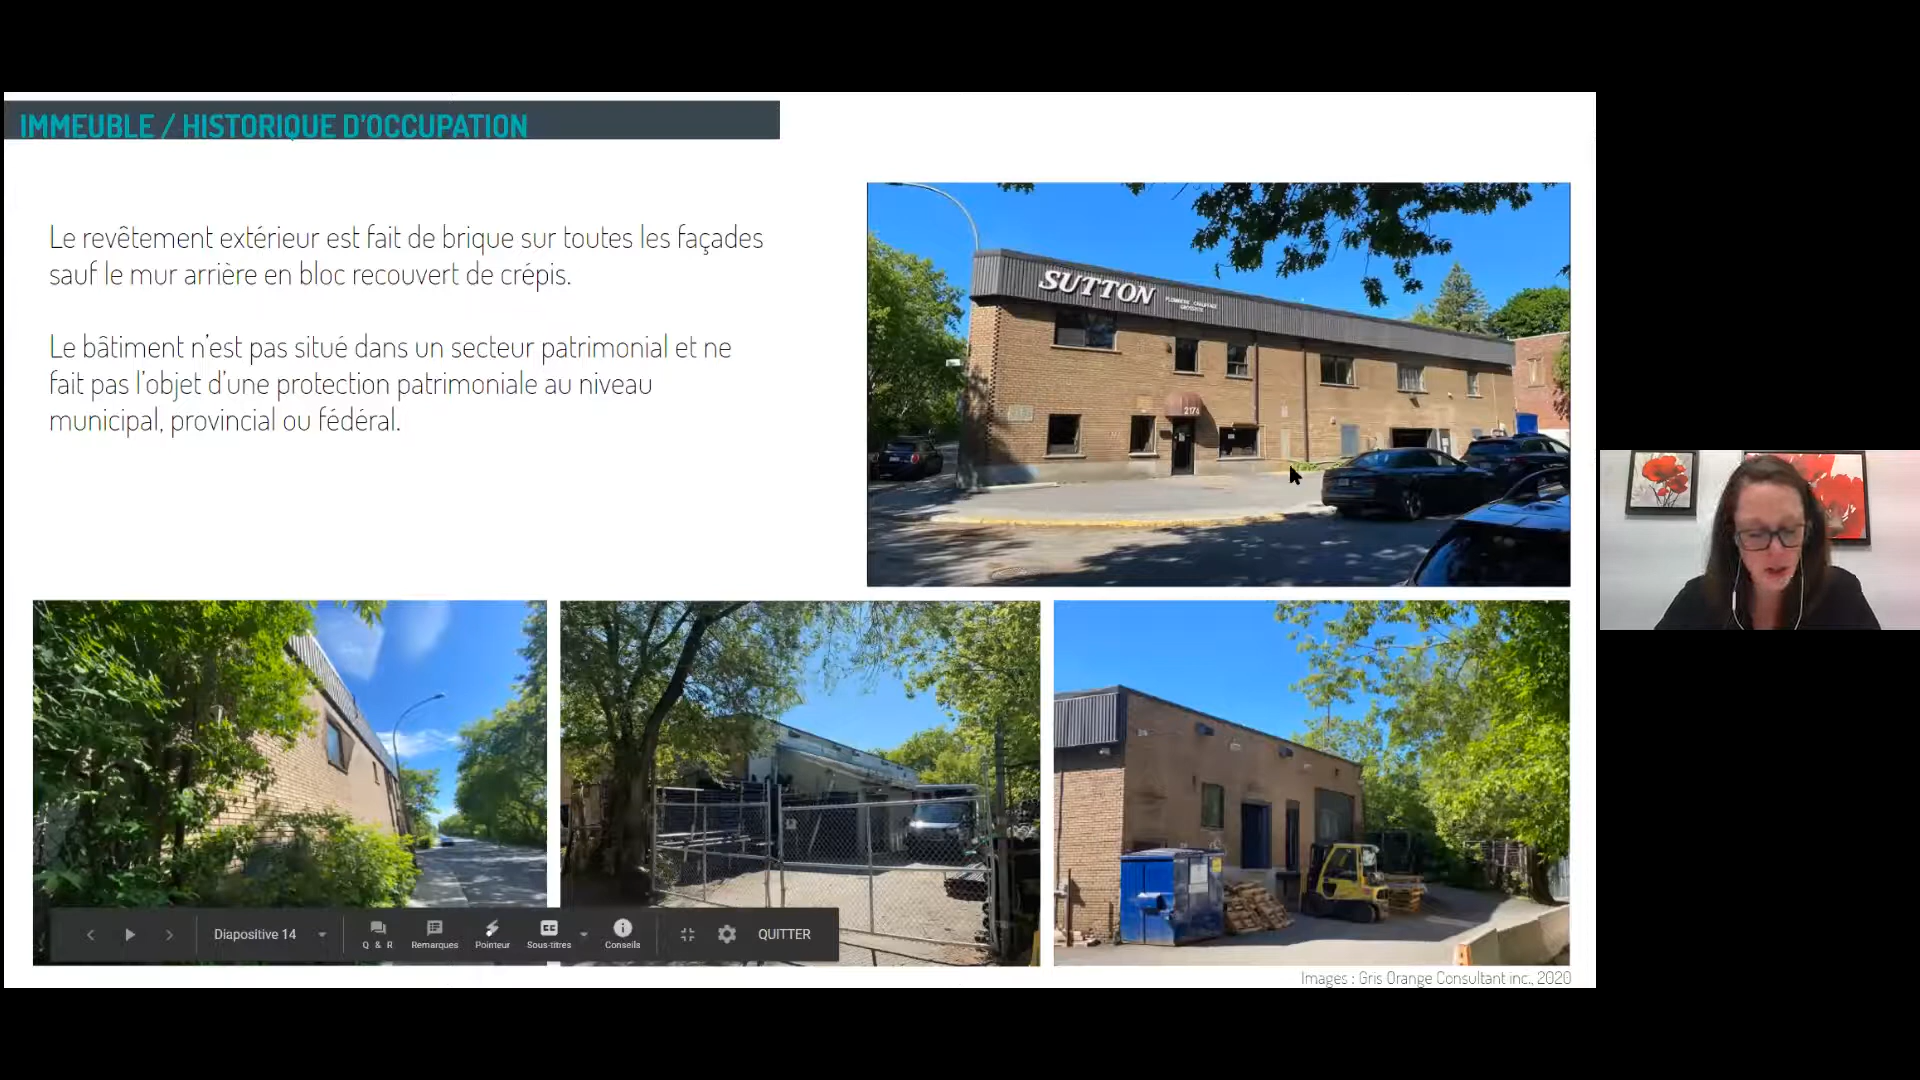 IMMEUBLE / HISTORIQUE D'OCCUPATION
Le revêtement extérieur est fait de brique sur toutes les façades
sauf le mur arrière en bloc recouvert de crépis.
Le bâtiment n'est pas situé dans un secteur patrimonial et ne
fait pas l'objet d'une protection patrimoniale au niveau
municipal, provincial ou fédéral.
SUTTON
2174
Diapositive 14
Q & R
Remarques
Pointeur
Sous-titres
Conseils
QUITTER
Images : Gris Orange Consultant inc., 2020